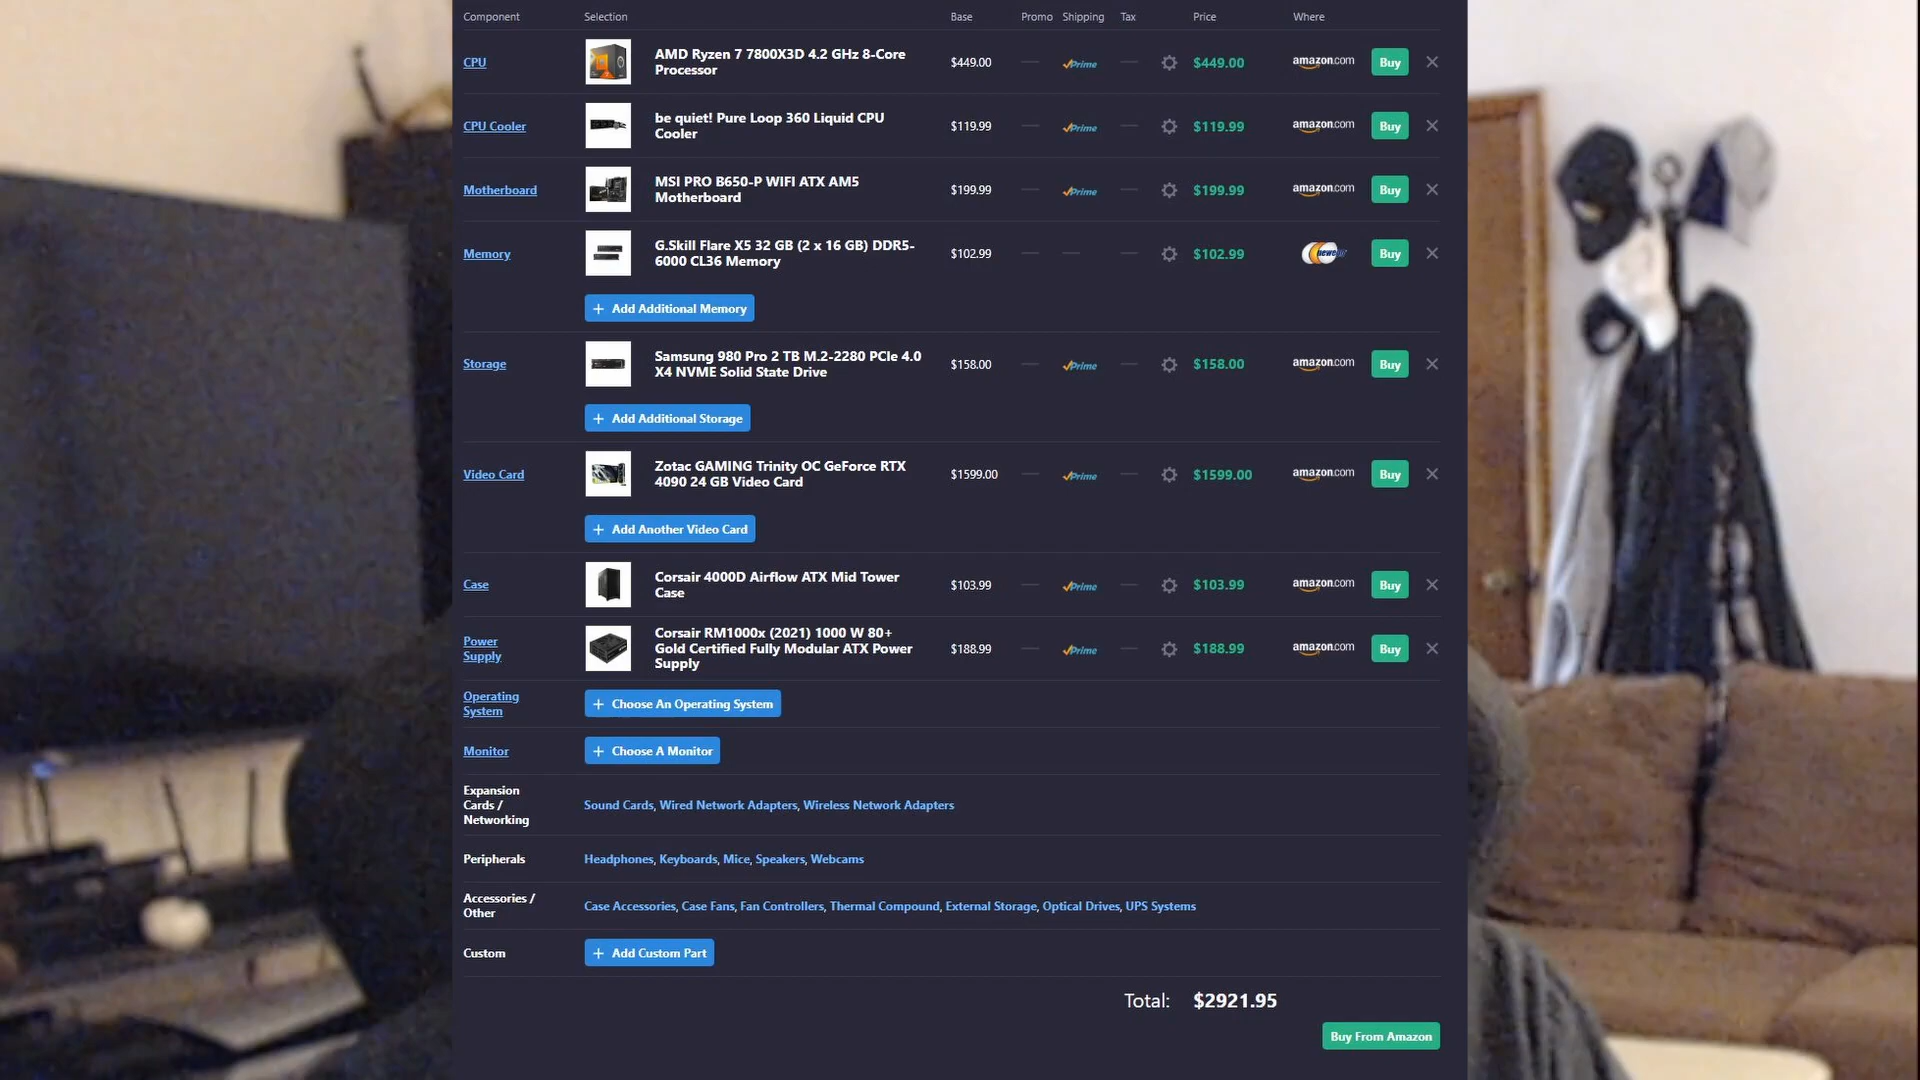 Component Selection Base Promo Shipping Tax Price Where
CPU
AMD Ryzen 7 7800X3D 4.2 GHz 8-Core
Processor
$449.00 — Prime — $449.00 amazon.com Buy
CPU Cooler
be quiet! Pure Loop 360 Liquid CPU
Cooler
$119.99 — Prime — $119.99 amazon.com Buy
Motherboard
MSI PRO B650-P WIFI ATX AM5
Motherboard
$199.99 — Prime — $199.99 amazon.com Buy
Memory
G.Skill Flare X5 32 GB (2 x 16 GB) DDR5-
6000 CL36 Memory
$102.99 — — — $102.99 newegg Buy
+ Add Additional Memory
Storage
Samsung 980 Pro 2 TB M.2-2280 PCIe 4.0
X4 NVME Solid State Drive
$158.00 — Prime — $158.00 amazon.com Buy
+ Add Additional Storage
Video Card
Zotac GAMING Trinity OC GeForce RTX
4090 24 GB Video Card
$1599.00 — Prime — $1599.00 amazon.com Buy
+ Add Another Video Card
Case
Corsair 4000D Airflow ATX Mid Tower
Case
$103.99 — Prime — $103.99 amazon.com Buy
Power
Supply
Corsair RM1000x (2021) 1000 W 80+
Gold Certified Fully Modular ATX Power
Supply
$188.99 — Prime — $188.99 amazon.com Buy
Operating
System
+ Choose An Operating System
Monitor
+ Choose A Monitor
Expansion
Cards /
Networking
Sound Cards, Wired Network Adapters, Wireless Network Adapters
Peripherals
Headphones, Keyboards, Mice, Speakers, Webcams
Accessories /
Other
Case Accessories, Case Fans, Fan Controllers, Thermal Compound, External Storage, Optical Drives, UPS Systems
Custom
+ Add Custom Part
Total: $2921.95
Buy From Amazon